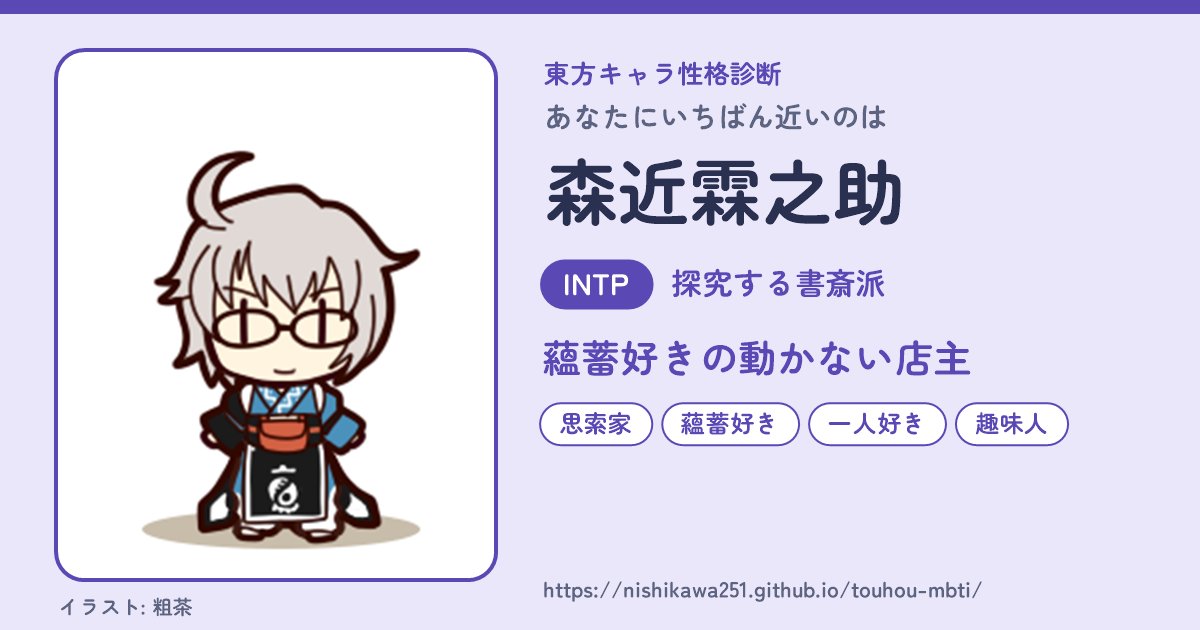 東方キャラ性格診断
あなたにいちばん近いのは
森近霖之助
INTP 探究する書斎派
蘊蓄好きの動かない店主
思索家 蘊蓄好き 一人好き 趣味人
https://nishikawa251.github.io/touhou-mbti/
イラスト: 粗茶